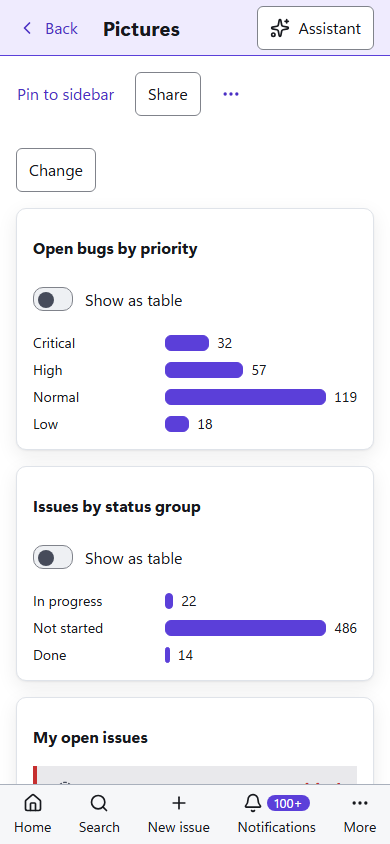 Back
Pictures
Assistant
Pin to sidebar
Share
Change
Open bugs by priority
Show as table
Critical 32
High 57
Normal 119
Low 18
Issues by status group
Show as table
In progress 22
Not started 486
Done 14
My open issues
100+
Home Search New issue Notifications More